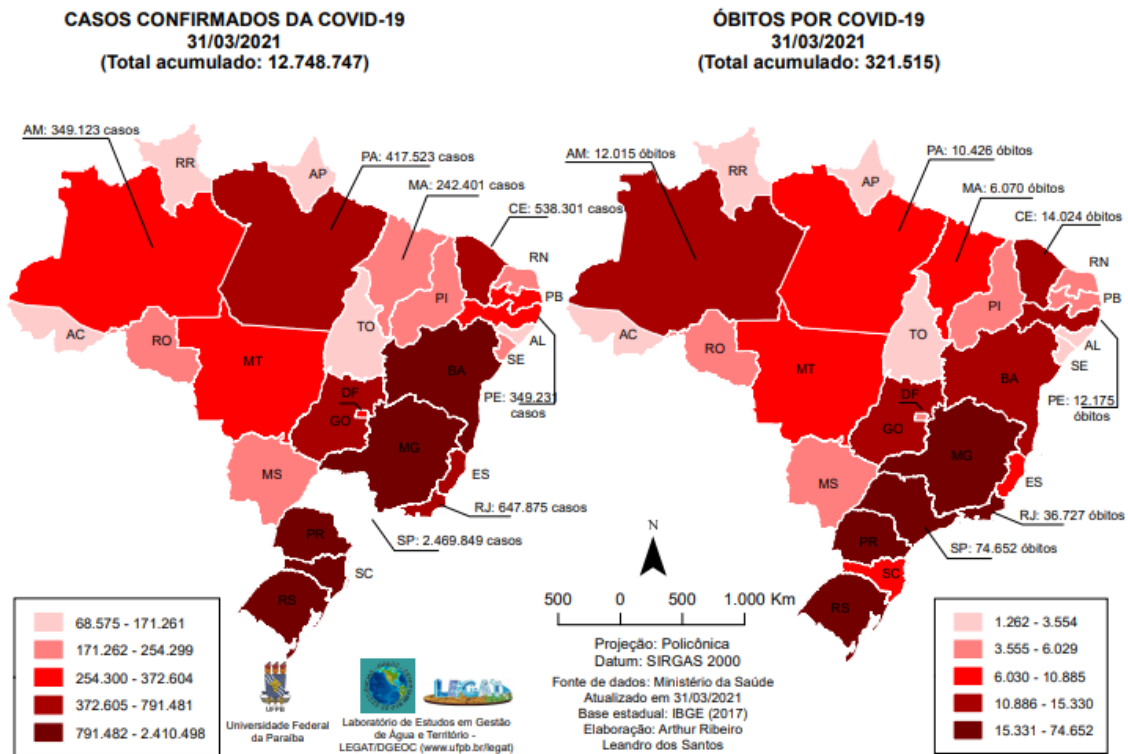 CASOS CONFIRMADOS DA COVID-19
31/03/2021
(Total acumulado: 12.748.747)
AM: 349.123 casos
RR
AP
PA: 417.523 casos
MA: 242.401 casos
CE: 538.301 casos
RN
PB
PI
TO
AC
RO
MT
AL
SE
BA
PE: 349.231
casos
DF
GO
MG
MS
ES
RJ: 647.875 casos
SP: 2.469.849 casos
PR
SC
RS
68.575 - 171.261
171.262 - 254.299
254.300 - 372.604
372.605 - 791.481
791.482 - 2.410.498
UFPB
Universidade Federal
da Paraíba
LEGAT
Laboratório de Estudos em Gestão
de Água e Território -
LEGAT/DGEOC (www.ufpb.br/legat)
ÓBITOS POR COVID-19
31/03/2021
(Total acumulado: 321.515)
AM: 12.015 óbitos
RR
AP
PA: 10.426 óbitos
MA: 6.070 óbitos
CE: 14.024 óbitos
RN
PB
PI
TO
AC
RO
MT
AL
SE
BA
PE: 12.175
óbitos
DF
GO
MG
MS
ES
RJ: 36.727 óbitos
SP: 74.652 óbitos
PR
SC
RS
N
500 0 500 1.000 Km
Projeção: Policônica
Datum: SIRGAS 2000
Fonte de dados: Ministério da Saúde
Atualizado em 31/03/2021
Base estadual: IBGE (2017)
Elaboração: Arthur Ribeiro
Leandro dos Santos
1.262 - 3.554
3.555 - 6.029
6.030 - 10.885
10.886 - 15.330
15.331 - 74.652